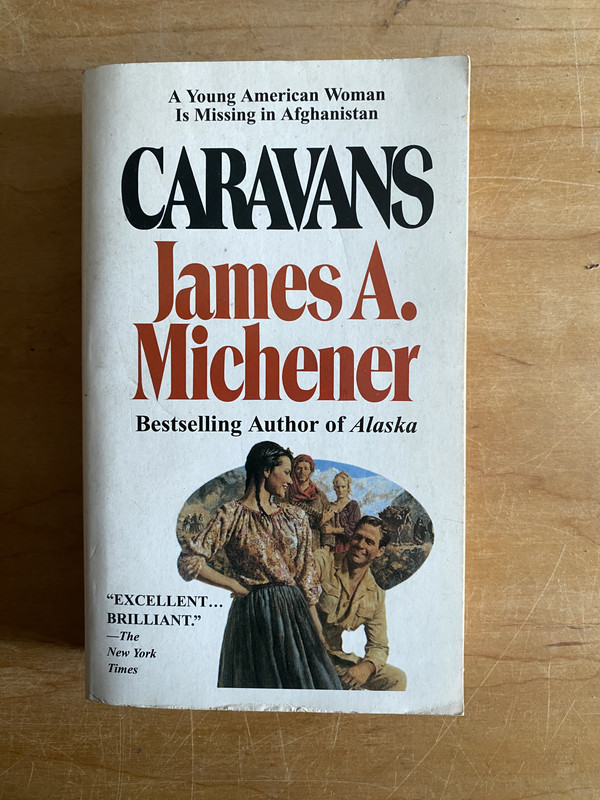 A Young American Woman
Is Missing in Afghanistan
CARAVANS
James A.
Michener
Bestselling Author of Alaska
“EXCELLENT…
BRILLIANT.”
—The
New York
Times